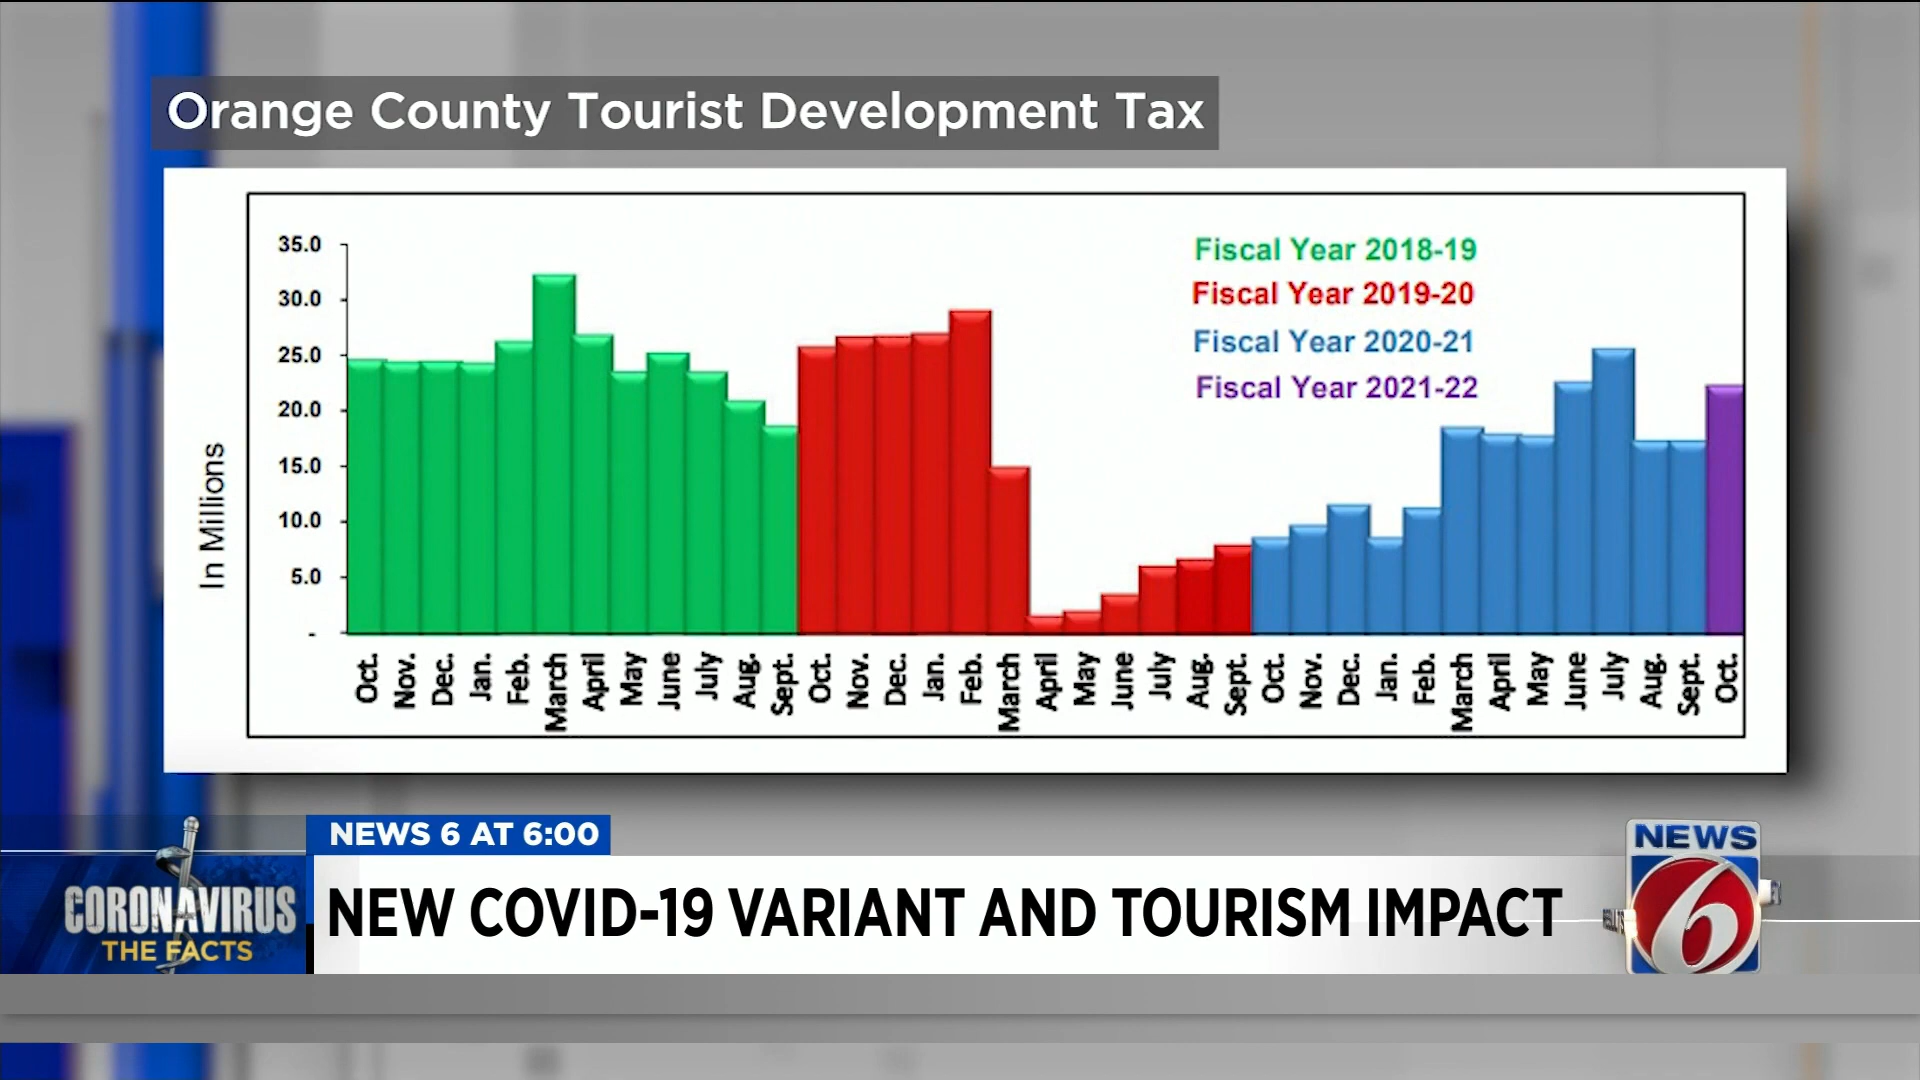 Orange County Tourist Development Tax
Fiscal Year 2018-19
Fiscal Year 2019-20
Fiscal Year 2020-21
Fiscal Year 2021-22
In Millions
35.0
30.0
25.0
20.0
15.0
10.0
5.0
-
Oct. Nov. Dec. Jan. Feb. March April May June July Aug. Sept. Oct. Nov. Dec. Jan. Feb. March April May June July Aug. Sept. Oct. Nov. Dec. Jan. Feb. March April May June July Aug. Sept. Oct.
NEWS 6 AT 6:00
CORONAVIRUS
THE FACTS
NEW COVID-19 VARIANT AND TOURISM IMPACT
NEWS
6